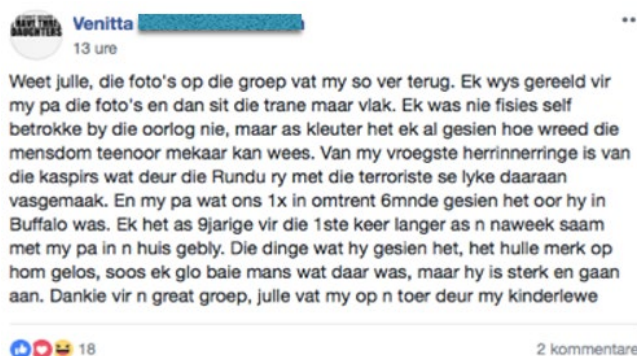 HAVE THREE
DAUGHTERS
Venitta
13 ure
Weet julle, die foto's op die groep vat my so ver terug. Ek wys gereeld vir
my pa die foto's en dan sit die trane maar vlak. Ek was nie fisies self
betrokke by die oorlog nie, maar as kleuter het ek al gesien hoe wreed die
mensdom teenoor mekaar kan wees. Van my vroegste herrinnerringe is van
die kaspirs wat deur die Rundu ry met die terroriste se lyke daaraan
vasgemaak. En my pa wat ons 1x in omtrent 6mnde gesien het oor hy in
Buffalo was. Ek het as 9jarige vir die 1ste keer langer as n naweek saam
met my pa in n huis gebly. Die dinge wat hy gesien het, het hulle merk op
hom gelos, soos ek glo baie mans wat daar was, maar hy is sterk en gaan
aan. Dankie vir n great groep, julle vat my op n toer deur my kinderlewe
18
2 kommentare